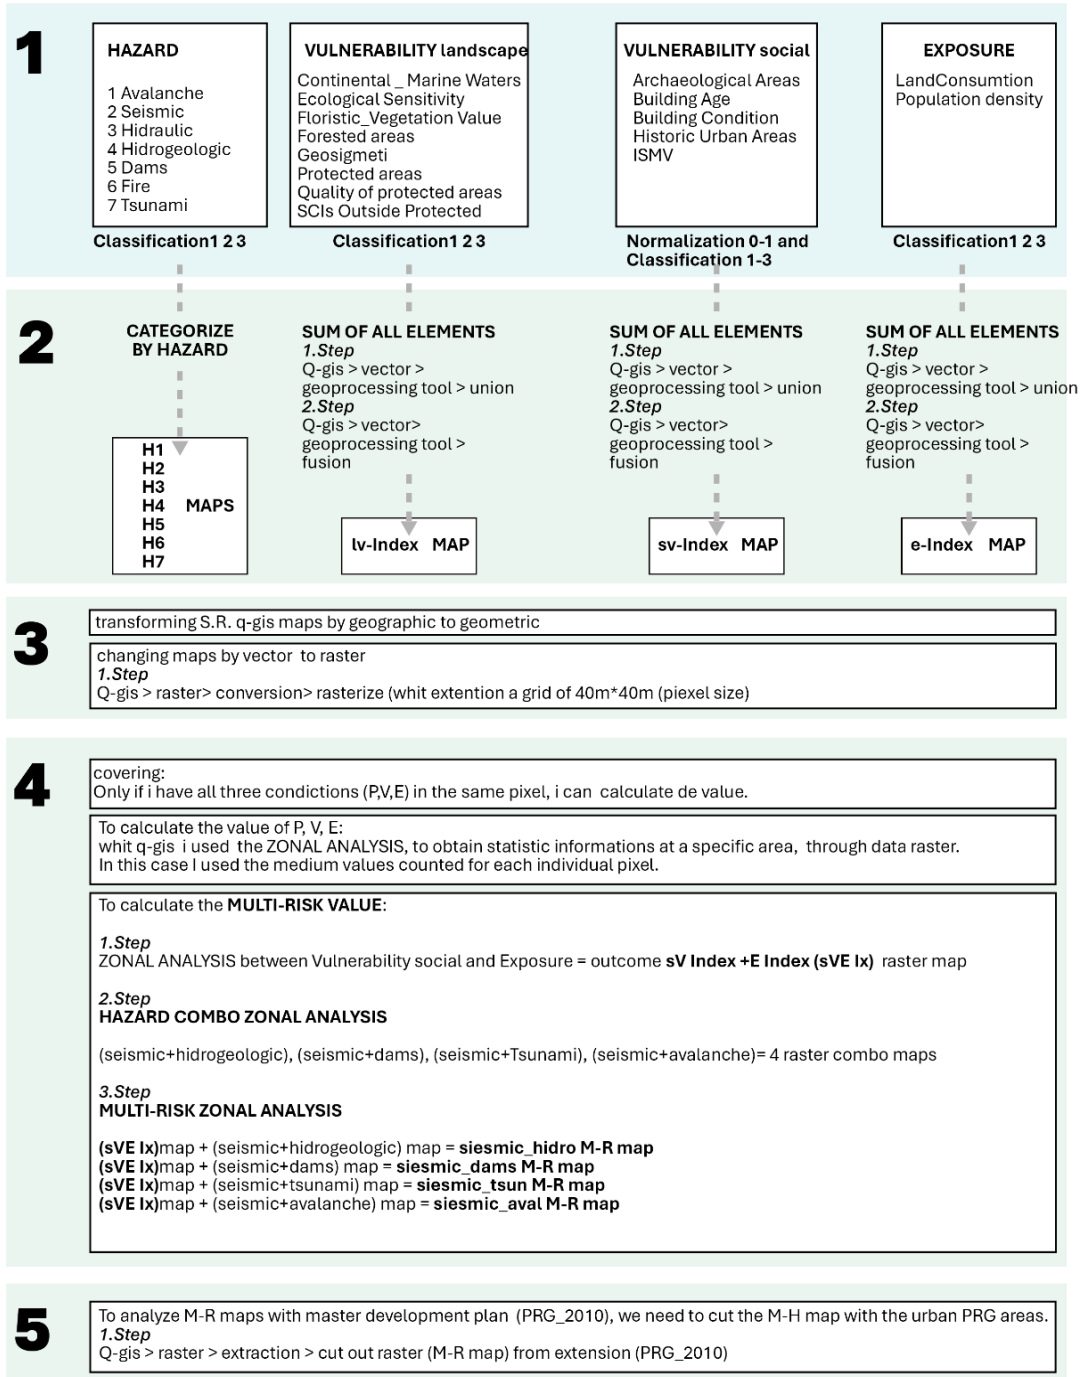 1
HAZARD
1 Avalanche
2 Seismic
3 Hidraulic
4 Hidrogeologic
5 Dams
6 Fire
7 Tsunami
Classification1 2 3
VULNERABILITY landscape
Continental _ Marine Waters
Ecological Sensitivity
Floristic_Vegetation Value
Forested areas
Geosigmeti
Protected areas
Quality of protected areas
SCIs Outside Protected
Classification1 2 3
VULNERABILITY social
Archaeological Areas
Building Age
Building Condition
Historic Urban Areas
ISMV
Normalization 0-1 and
Classification 1-3
EXPOSURE
LandConsumtion
Population density
Classification1 2 3
2
CATEGORIZE
BY HAZARD
H1
H2
H3
H4 MAPS
H5
H6
H7
SUM OF ALL ELEMENTS
1.Step
Q-gis > vector >
geoprocessing tool > union
2.Step
Q-gis > vector>
geoprocessing tool >
fusion
lv-Index MAP
SUM OF ALL ELEMENTS
1.Step
Q-gis > vector >
geoprocessing tool > union
2.Step
Q-gis > vector>
geoprocessing tool >
fusion
sv-Index MAP
SUM OF ALL ELEMENTS
1.Step
Q-gis > vector >
geoprocessing tool > union
2.Step
Q-gis > vector>
geoprocessing tool >
fusion
e-Index MAP
3
transforming S.R. q-gis maps by geographic to geometric
changing maps by vector to raster
1.Step
Q-gis > raster> conversion> rasterize (whit extention a grid of 40m*40m (piexel size)
4
covering:
Only if i have all three condictions (P,V,E) in the same pixel, i can calculate de value.
To calculate the value of P, V, E:
whit q-gis i used the ZONAL ANALYSIS, to obtain statistic informations at a specific area, through data raster.
In this case I used the medium values counted for each individual pixel.
To calculate the MULTI-RISK VALUE:
1.Step
ZONAL ANALYSIS between Vulnerability social and Exposure = outcome sV Index +E Index (sVE Ix) raster map
2.Step
HAZARD COMBO ZONAL ANALYSIS
(seismic+hidrogeologic), (seismic+dams), (seismic+Tsunami), (seismic+avalanche)= 4 raster combo maps
3.Step
MULTI-RISK ZONAL ANALYSIS
(sVE Ix)map + (seismic+hidrogeologic) map = siesmic_hidro M-R map
(sVE Ix)map + (seismic+dams) map = siesmic_dams M-R map
(sVE Ix)map + (seismic+tsunami) map = siesmic_tsun M-R map
(sVE Ix)map + (seismic+avalanche) map = siesmic_aval M-R map
5
To analyze M-R maps with master development plan (PRG_2010), we need to cut the M-H map with the urban PRG areas.
1.Step
Q-gis > raster > extraction > cut out raster (M-R map) from extension (PRG_2010)